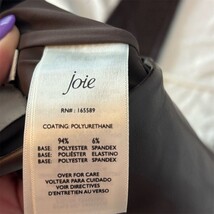 joie
RN#: 165589
COATING POLYURETHANE
94% 6%
BASE: POLYESTER SPANDEX
BASE: POLIÉSTER ELASTINO
BASE: POLYESTER SPANDEX
OVER FOR CARE
VOLTEAR PARA CUIDADO
VOIR DIRECTIVES
D'ENTRETIEN AU VERSO